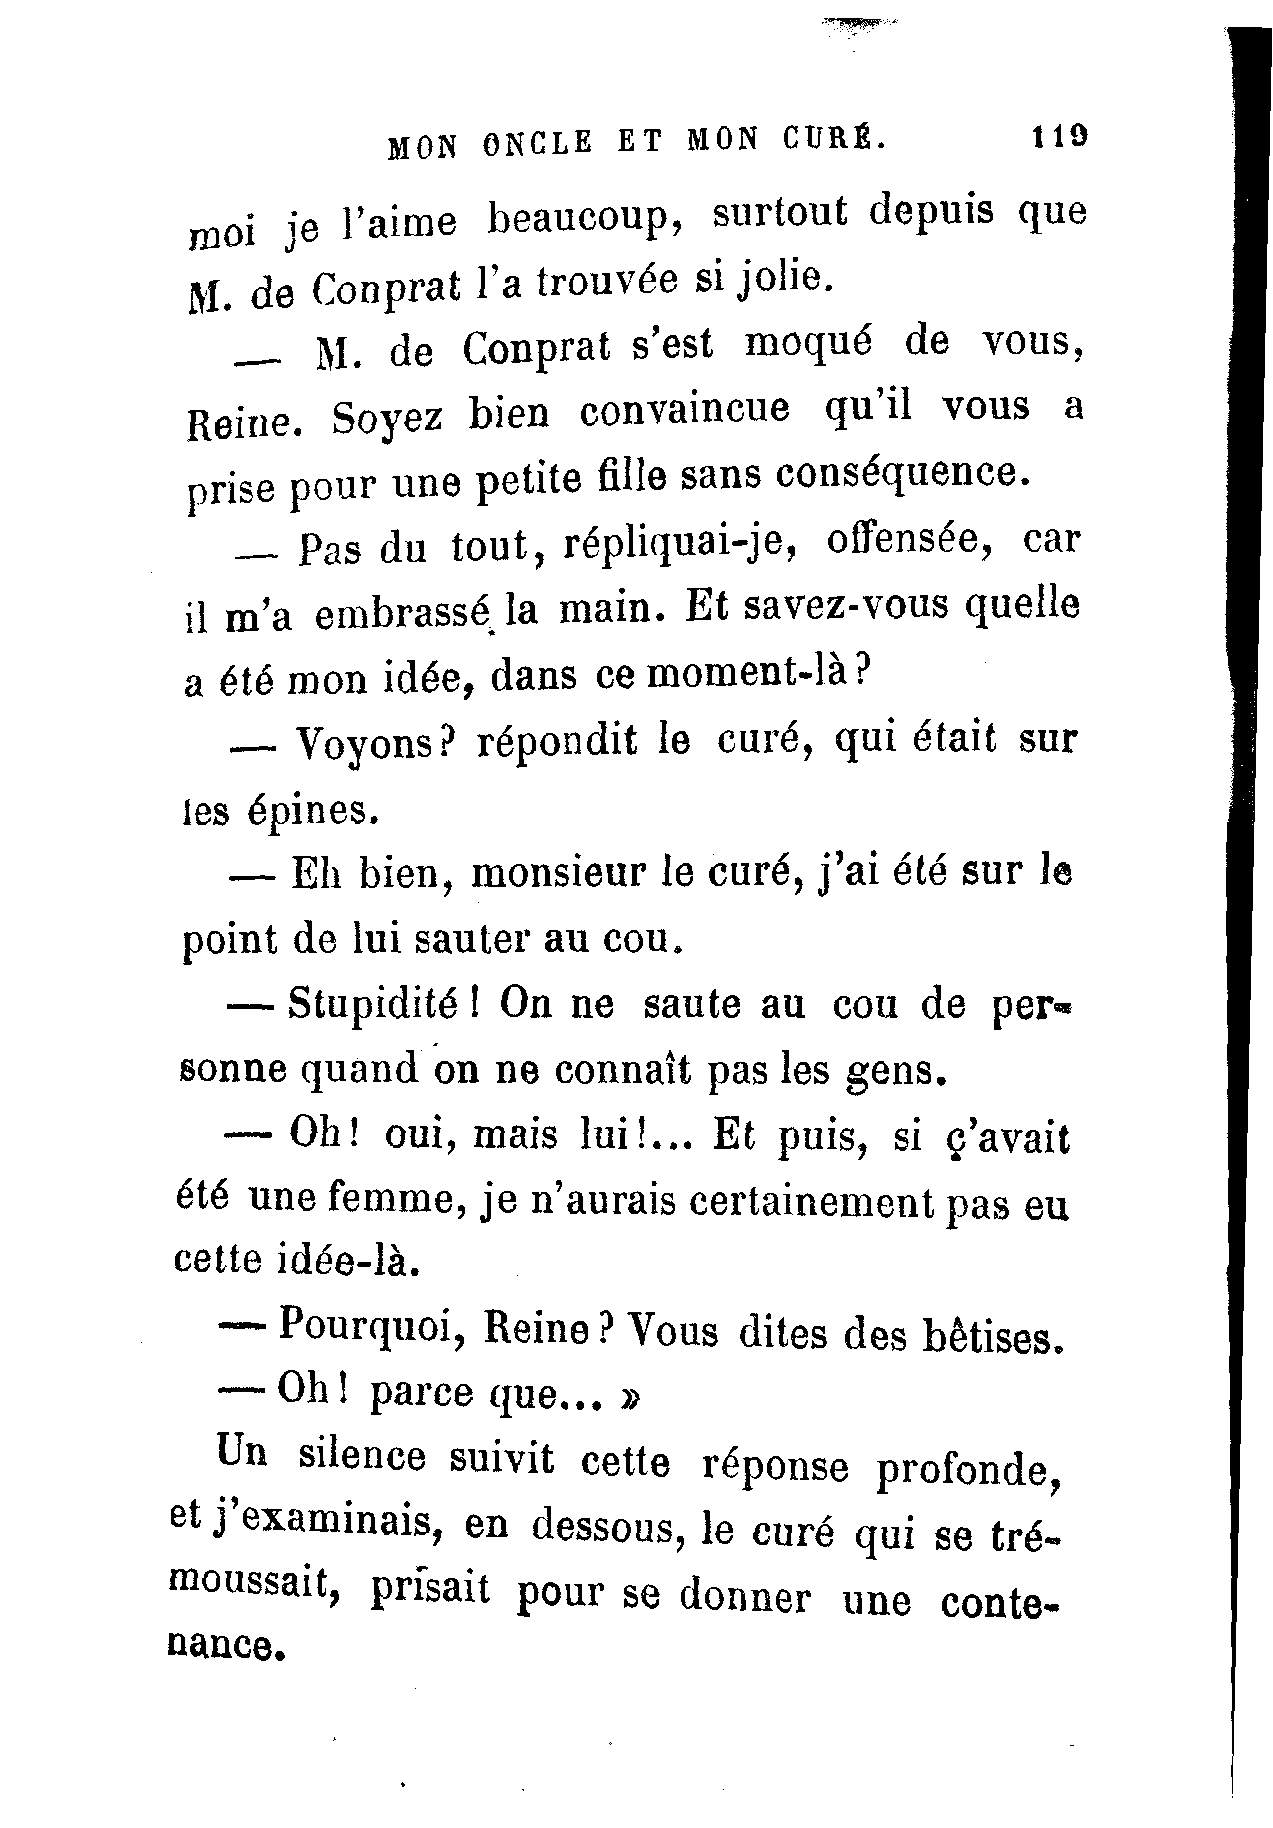 MON ONCLE ET MON CURÉ. 119
moi je l'aime beaucoup, surtout depuis que
M. de Conprat l'a trouvée si jolie.
— M. de Conprat s'est moqué de vous,
Reine. Soyez bien convaincue qu'il vous a
prise pour une petite fille sans conséquence.
— Pas du tout, répliquai-je, offensée, car
il m'a embrassé la main. Et savez-vous quelle
a été mon idée, dans ce moment-là?
— Voyons? répondit le curé, qui était sur
les épines.
— Eh bien, monsieur le curé, j'ai été sur le
point de lui sauter au cou.
— Stupidité! On ne saute au cou de per-
sonne quand on ne connaît pas les gens.
— Oh! oui, mais lui!... Et puis, si ç'avait
été une femme, je n'aurais certainement pas eu
cette idée-là.
— Pourquoi, Reine? Vous dites des bêtises.
— Oh! parce que... »
Un silence suivit cette réponse profonde,
et j'examinais, en dessous, le curé qui se tré-
moussait, prisait pour se donner une conte-
nance.